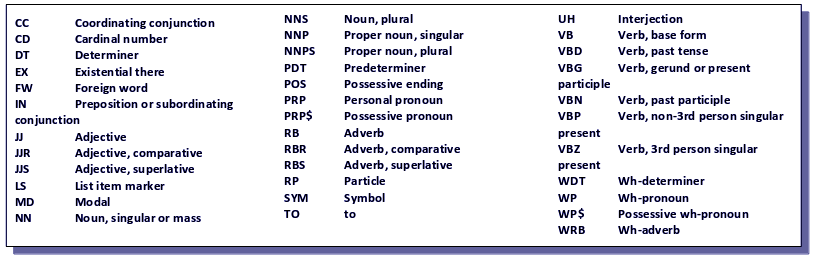 CC Coordinating conjunction
CD Cardinal number
DT Determiner
EX Existential there
FW Foreign word
IN Preposition or subordinating
conjunction
JJ Adjective
JJR Adjective, comparative
JJS Adjective, superlative
LS List item marker
MD Modal
NN Noun, singular or mass
NNS Noun, plural
NNP Proper noun, singular
NNPS Proper noun, plural
PDT Predeterminer
POS Possessive ending
PRP Personal pronoun
PRP$ Possessive pronoun
RB Adverb
RBR Adverb, comparative
RBS Adverb, superlative
RP Particle
SYM Symbol
TO to
UH Interjection
VB Verb, base form
VBD Verb, past tense
VBG Verb, gerund or present
participle
VBN Verb, past participle
VBP Verb, non-3rd person singular
present
VBZ Verb, 3rd person singular
present
WDT Wh-determiner
WP Wh-pronoun
WP$ Possessive wh-pronoun
WRB Wh-adverb